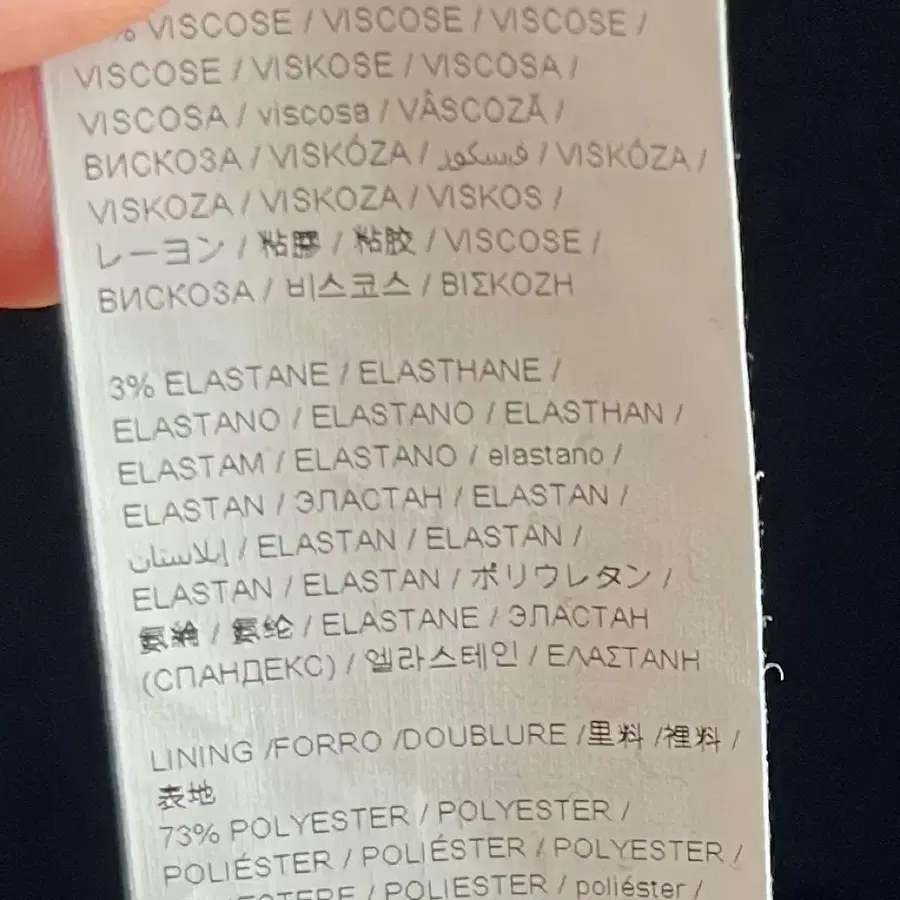 % VISCOSE / VISCOSE / VISCOSE /
VISCOSE / VISKOSE / VISCOSA /
VISCOSA / viscosa / VÂSCOZĂ /
ВИСКОЗА / VISKÓZA / فسكور / VISKÓZA /
VISKOZA / VISKOZA / VISKOS /
レーヨン / 粘膠 / 粘胶 / VISCOSE /
ВИСКОЗА / 비스코스 / ΒΙΣΚΟΖΗ
3% ELASTANE / ELASTHANE /
ELASTANO / ELASTANO / ELASTHAN /
ELASTAM / ELASTANO / elastano /
ELASTAN / ЭЛАСТАН / ELASTAN /
إيلاستان / ELASTAN / ELASTAN /
ELASTAN / ELASTAN / ポリウレタン /
氨綸 / 氨纶 / ELASTANE / ЭЛАСТАН
(СПАНДЕКС) / 엘라스테인 / ΕΛΑΣΤΑΝΗ
LINING /FORRO /DOUBLURE /里料 /裡料 /
表地
73% POLYESTER / POLYESTER /
POLIÉSTER / POLIÉSTER / POLYESTER /
/ POLIESTER / poliéster /